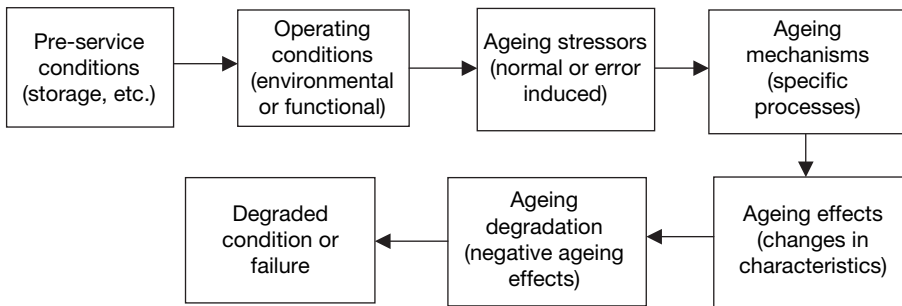 Pre-service
conditions
(storage, etc.)
Operating
conditions
(environmental
or functional)
Ageing stressors
(normal or error
induced)
Ageing
mechanisms
(specific
processes)
Ageing effects
(changes in
characteristics)
Ageing
degradation
(negative ageing
effects)
Degraded
condition or
failure